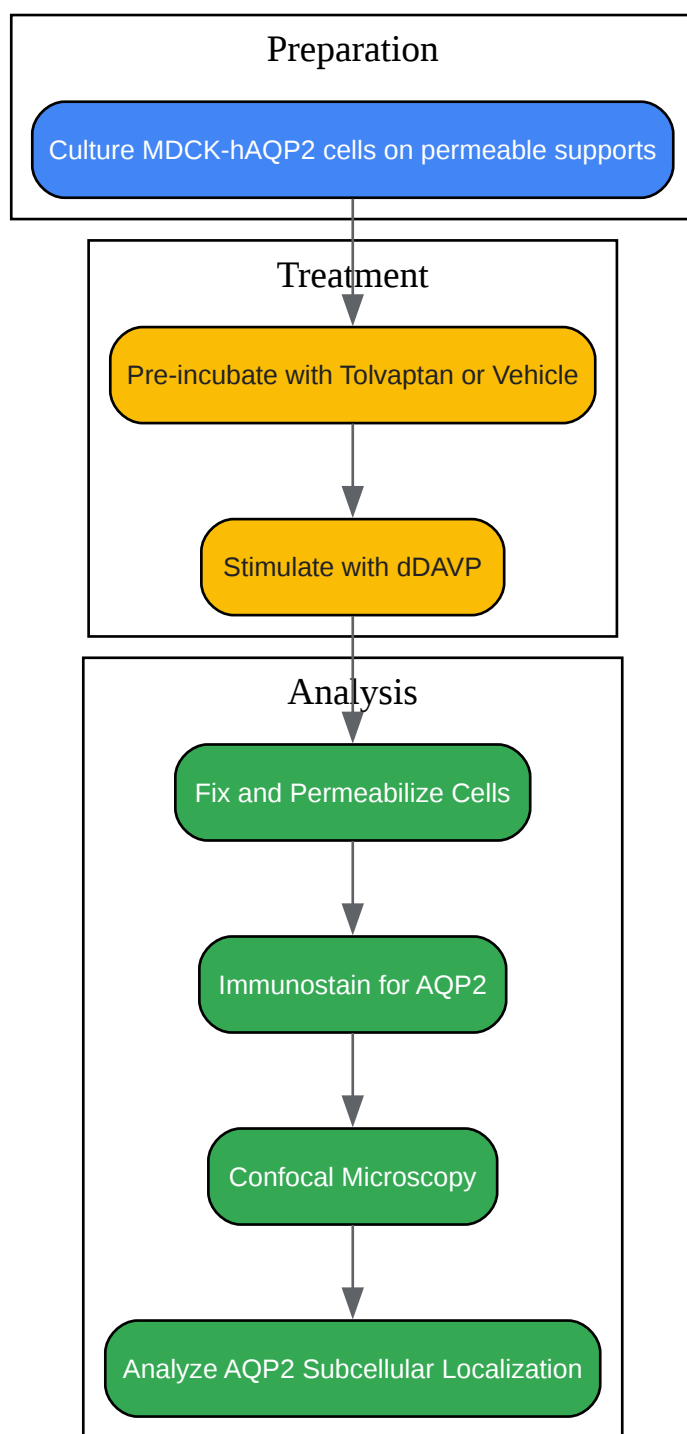 Preparation
Culture MDCK-hAQP2 cells on permeable supports
Treatment
Pre-incubate with Tolvaptan or Vehicle
Stimulate with dDAVP
Analysis
Fix and Permeabilize Cells
Immunostain for AQP2
Confocal Microscopy
Analyze AQP2 Subcellular Localization